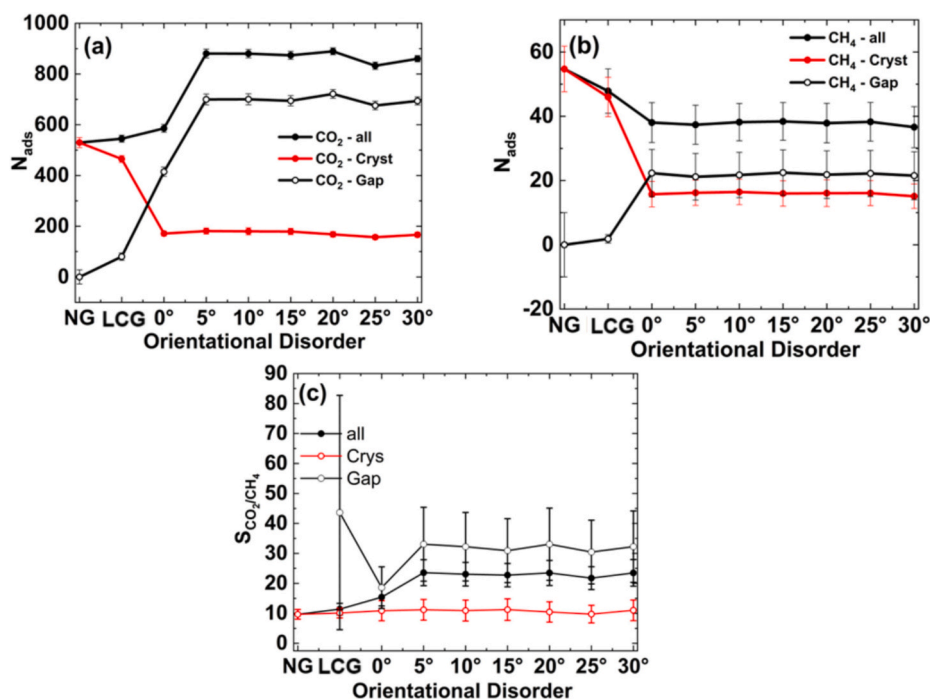 (a)
1000
800
600
400
200
0
N_ads
CO₂ - all
CO₂ - Cryst
CO₂ - Gap
NG LCG 0° 5° 10° 15° 20° 25° 30°
Orientational Disorder
(b)
60
40
20
0
-20
N_ads
CH₄ - all
CH₄ - Cryst
CH₄ - Gap
NG LCG 0° 5° 10° 15° 20° 25° 30°
Orientational Disorder
(c)
90
80
70
60
50
40
30
20
10
0
S_CO₂/CH₄
all
Crys
Gap
NG LCG 0° 5° 10° 15° 20° 25° 30°
Orientational Disorder